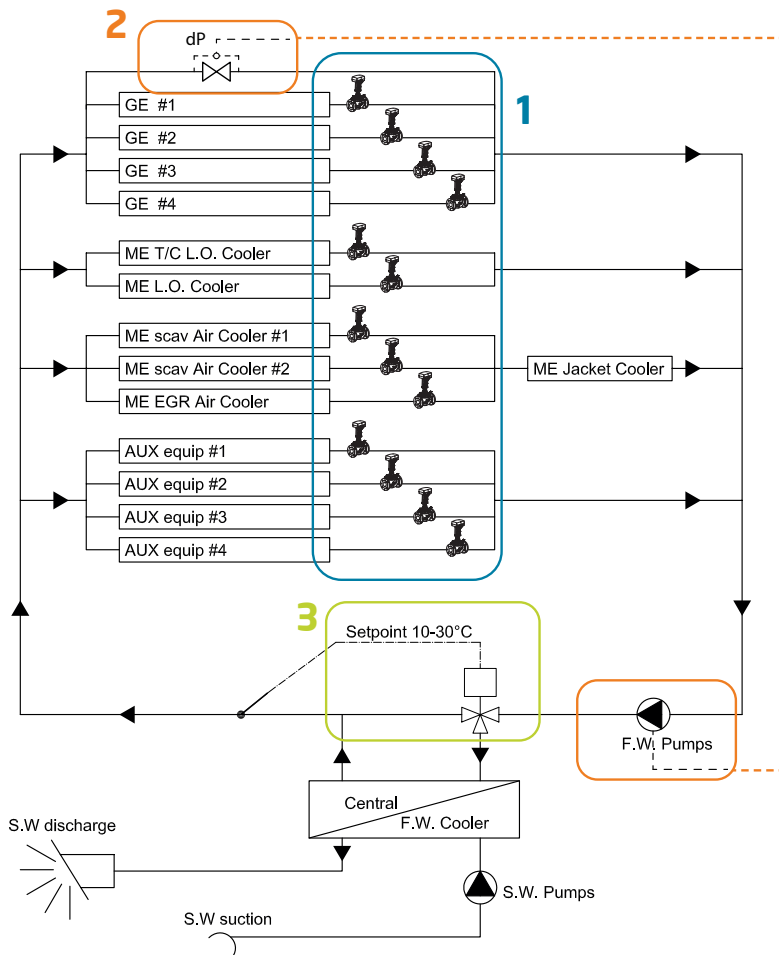 2
dP
1
GE #1
GE #2
GE #3
GE #4
ME T/C L.O. Cooler
ME L.O. Cooler
ME scav Air Cooler #1
ME scav Air Cooler #2
ME Jacket Cooler
ME EGR Air Cooler
AUX equip #1
AUX equip #2
AUX equip #3
AUX equip #4
3
Setpoint 10-30°C
F.W. Pumps
Central
F.W. Cooler
S.W discharge
S.W. Pumps
S.W suction